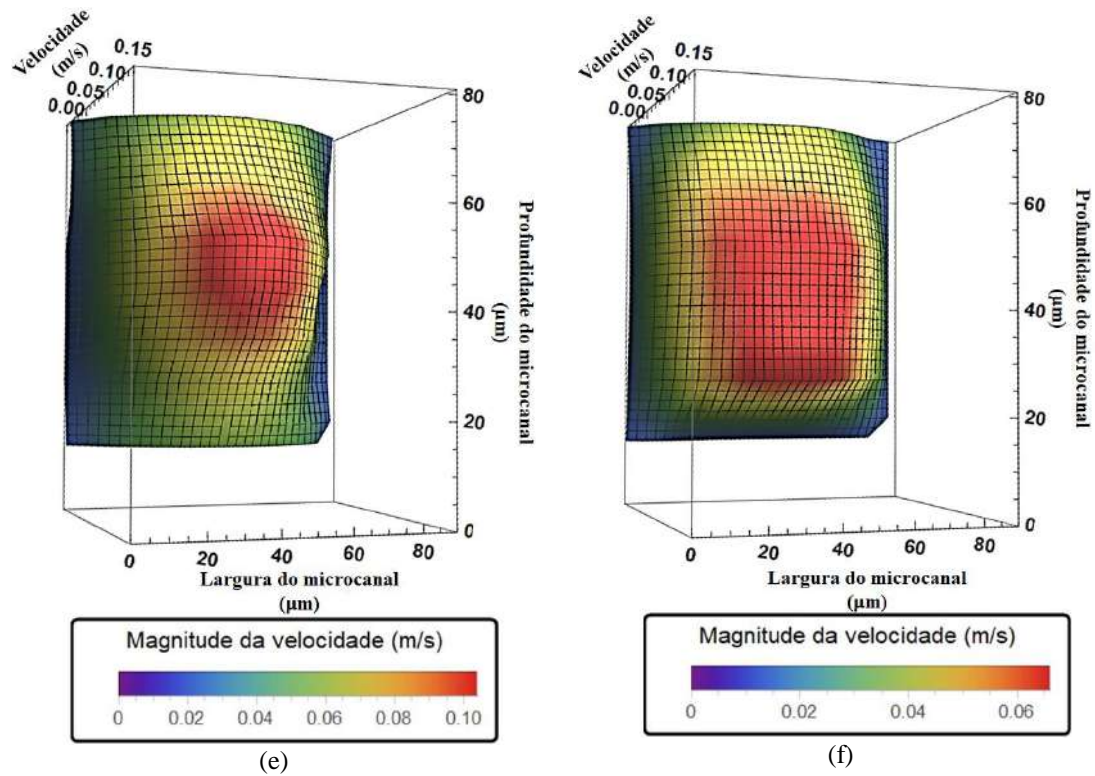 Velocidade
(m/s)
0.15
0.10
0.05
0.00
80
60
40
20
0
Profundidade do microcanal
(µm)
0
20
40
60
80
Largura do microcanal
(µm)
Magnitude da velocidade (m/s)
0
0.02
0.04
0.06
0.08
0.10
(e)
Velocidade
(m/s)
0.15
0.10
0.05
0.00
80
60
40
20
0
Profundidade do microcanal
(µm)
0
20
40
60
80
Largura do microcanal
(µm)
Magnitude da velocidade (m/s)
0
0.02
0.04
0.06
(f)